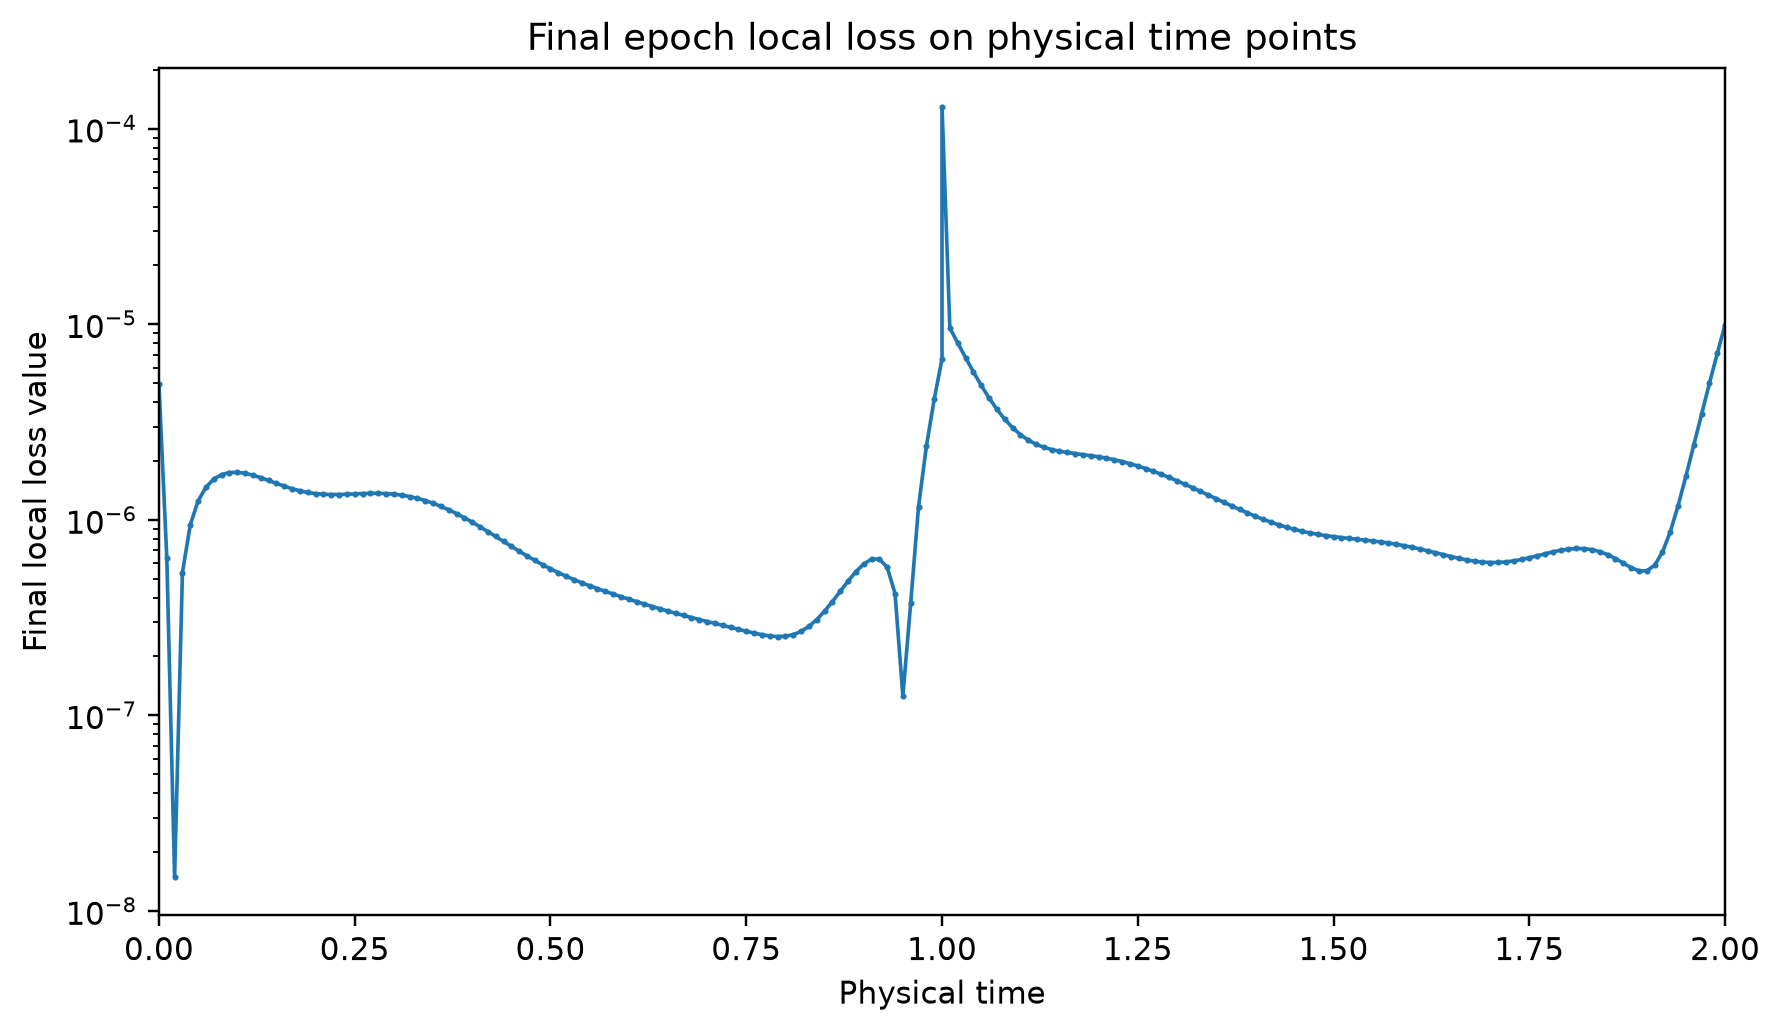 Final epoch local loss on physical time points
Final local loss value
10⁻⁴
10⁻⁵
10⁻⁶
10⁻⁷
10⁻⁸
0.00 0.25 0.50 0.75 1.00 1.25 1.50 1.75 2.00
Physical time